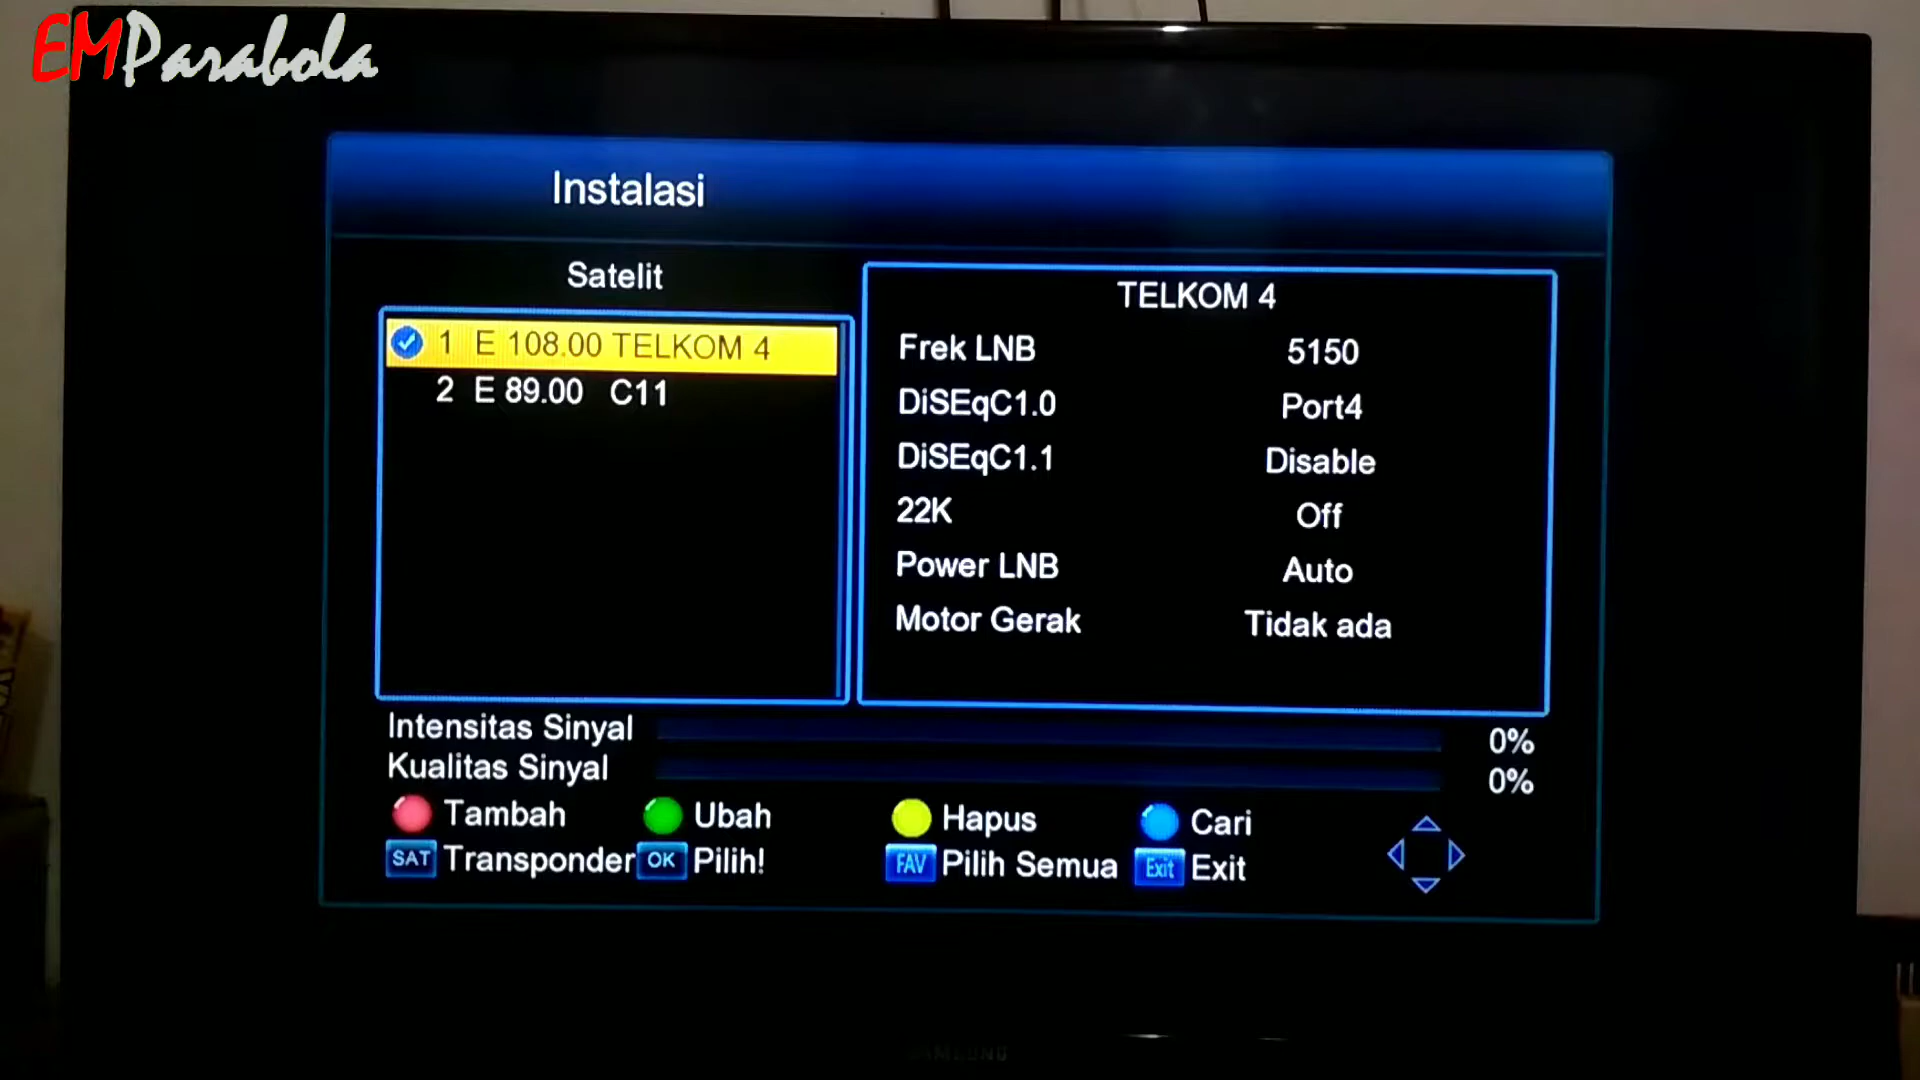 EMParabola
Instalasi
Satelit
1 E 108.00 TELKOM 4
2 E 89.00 C11
TELKOM 4
Frek LNB 5150
DiSEqC1.0 Port4
DiSEqC1.1 Disable
22K Off
Power LNB Auto
Motor Gerak Tidak ada
Intensitas Sinyal 0%
Kualitas Sinyal 0%
Tambah Ubah Hapus Cari
SAT Transponder OK Pilih! FAV Pilih Semua Exit Exit
SAMSUNG